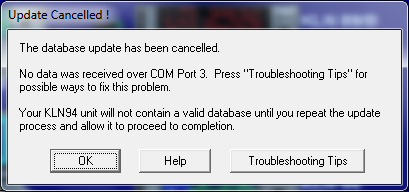 Update Cancelled !
The database update has been cancelled.
No data was received over COM Port 3. Press "Troubleshooting Tips" for
possible ways to fix this problem.
Your KLN94 unit will not contain a valid database until you repeat the update
process and allow it to proceed to completion.
OK
Help
Troubleshooting Tips